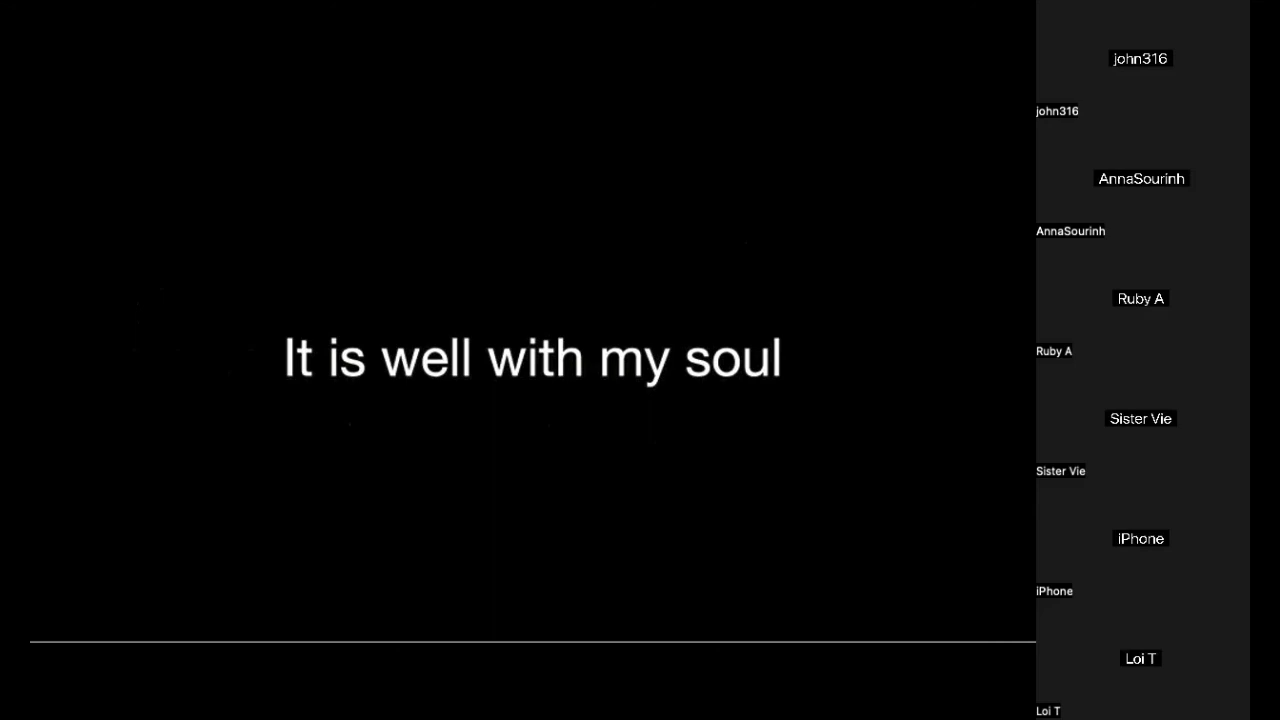 It is well with my soul
john316
john316
AnnaSourinh
AnnaSourinh
Ruby A
Ruby A
Sister Vie
Sister Vie
iPhone
iPhone
Loi T
Loi T